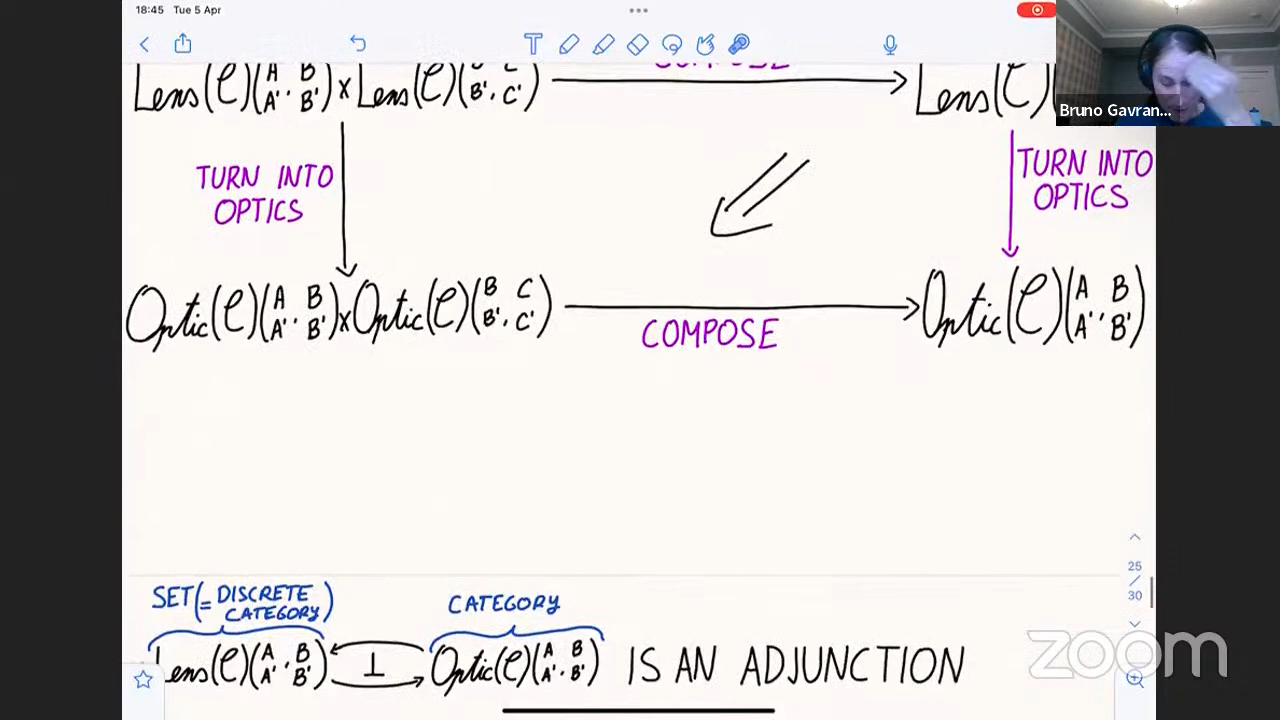 18:45 Tue 5 Apr
Bruno Gavran...
Lens(C)(A B A' , B') × Lens(C)(B', C') → Lens(C)(
TURN INTO OPTICS
TURN INTO OPTICS
Optic(C)(A B A' , B') × Optic(C)(B C B' , C') → Optic(C)(A B A' , B')
COMPOSE
25
/
30
SET(= DISCRETE CATEGORY)
CATEGORY
Lens(C)(A B A' , B') ⊥ Optic(C)(A B A' , B') IS AN ADJUNCTION
zoom